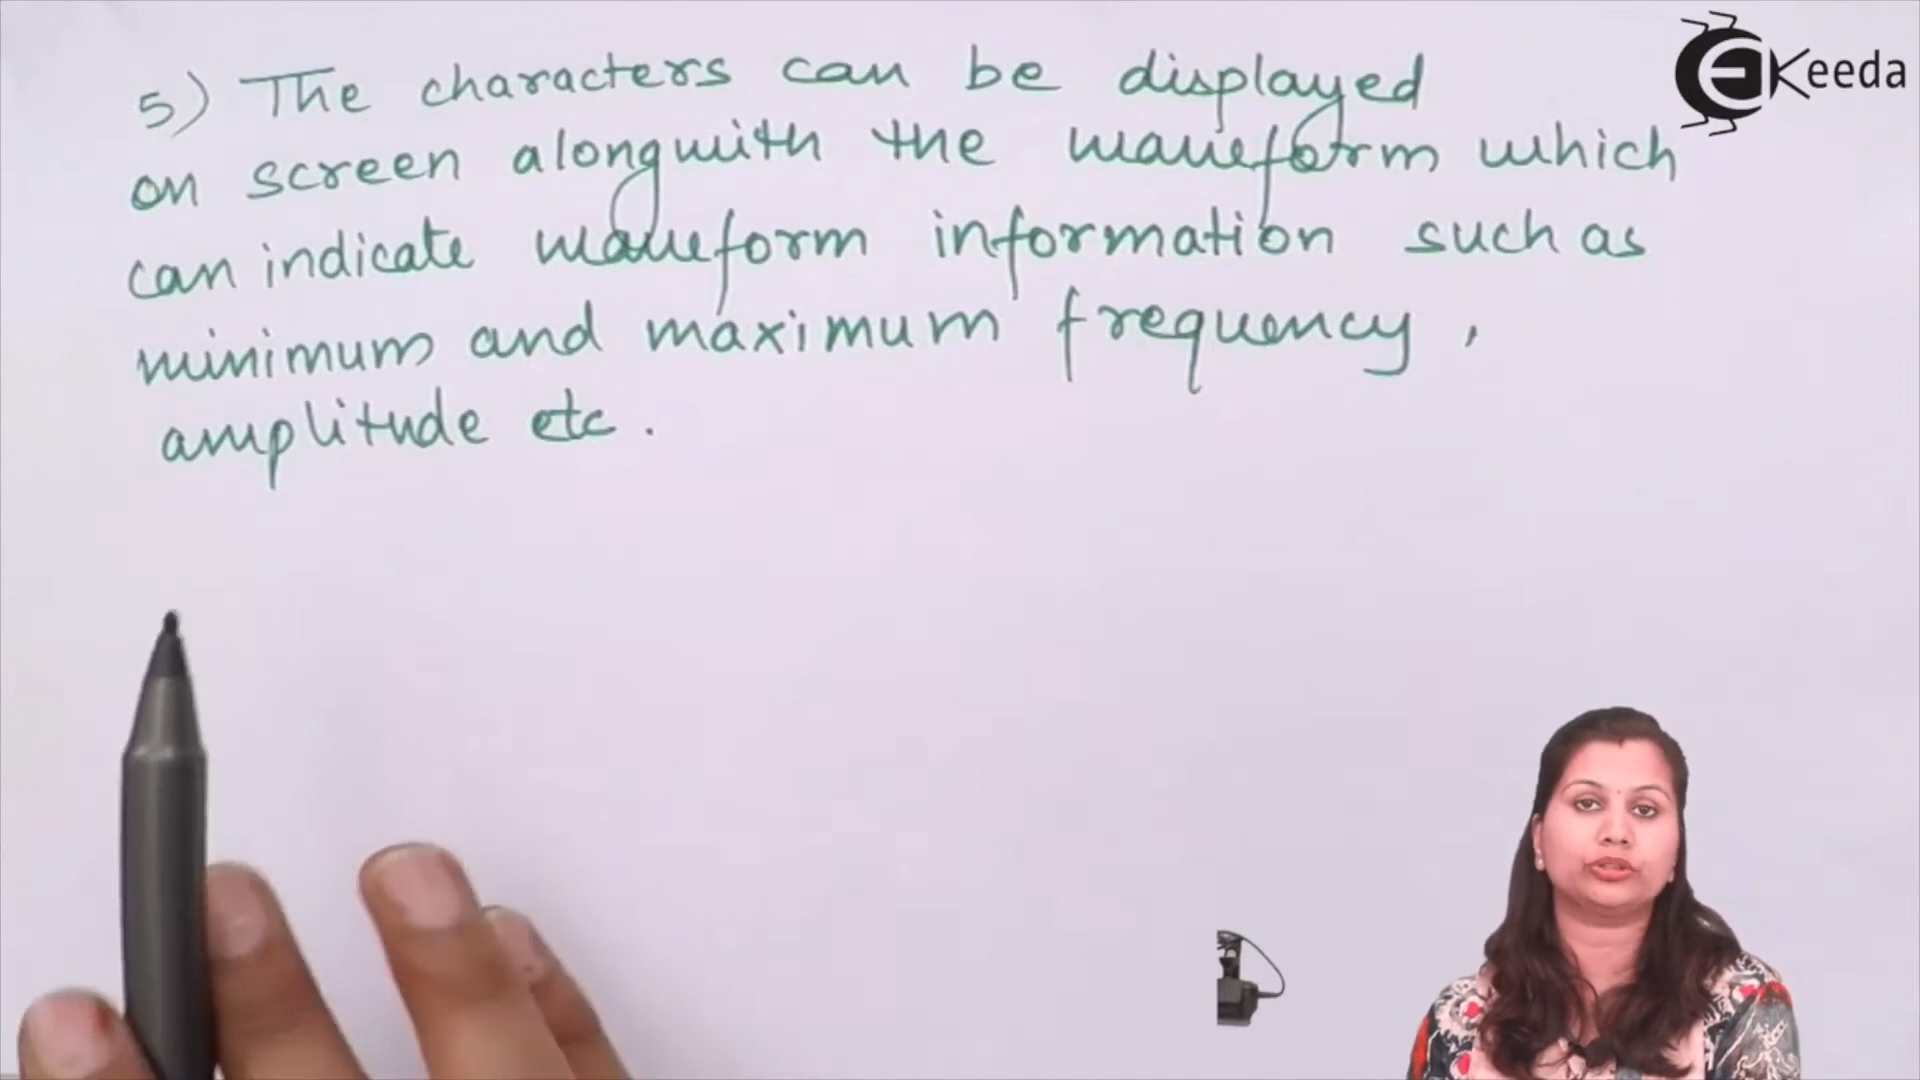 5) The characters can be displayed
on screen alongwith the waveform which
can indicate waveform information such as
minimum and maximum frequency,
amplitude etc.
EKeeda